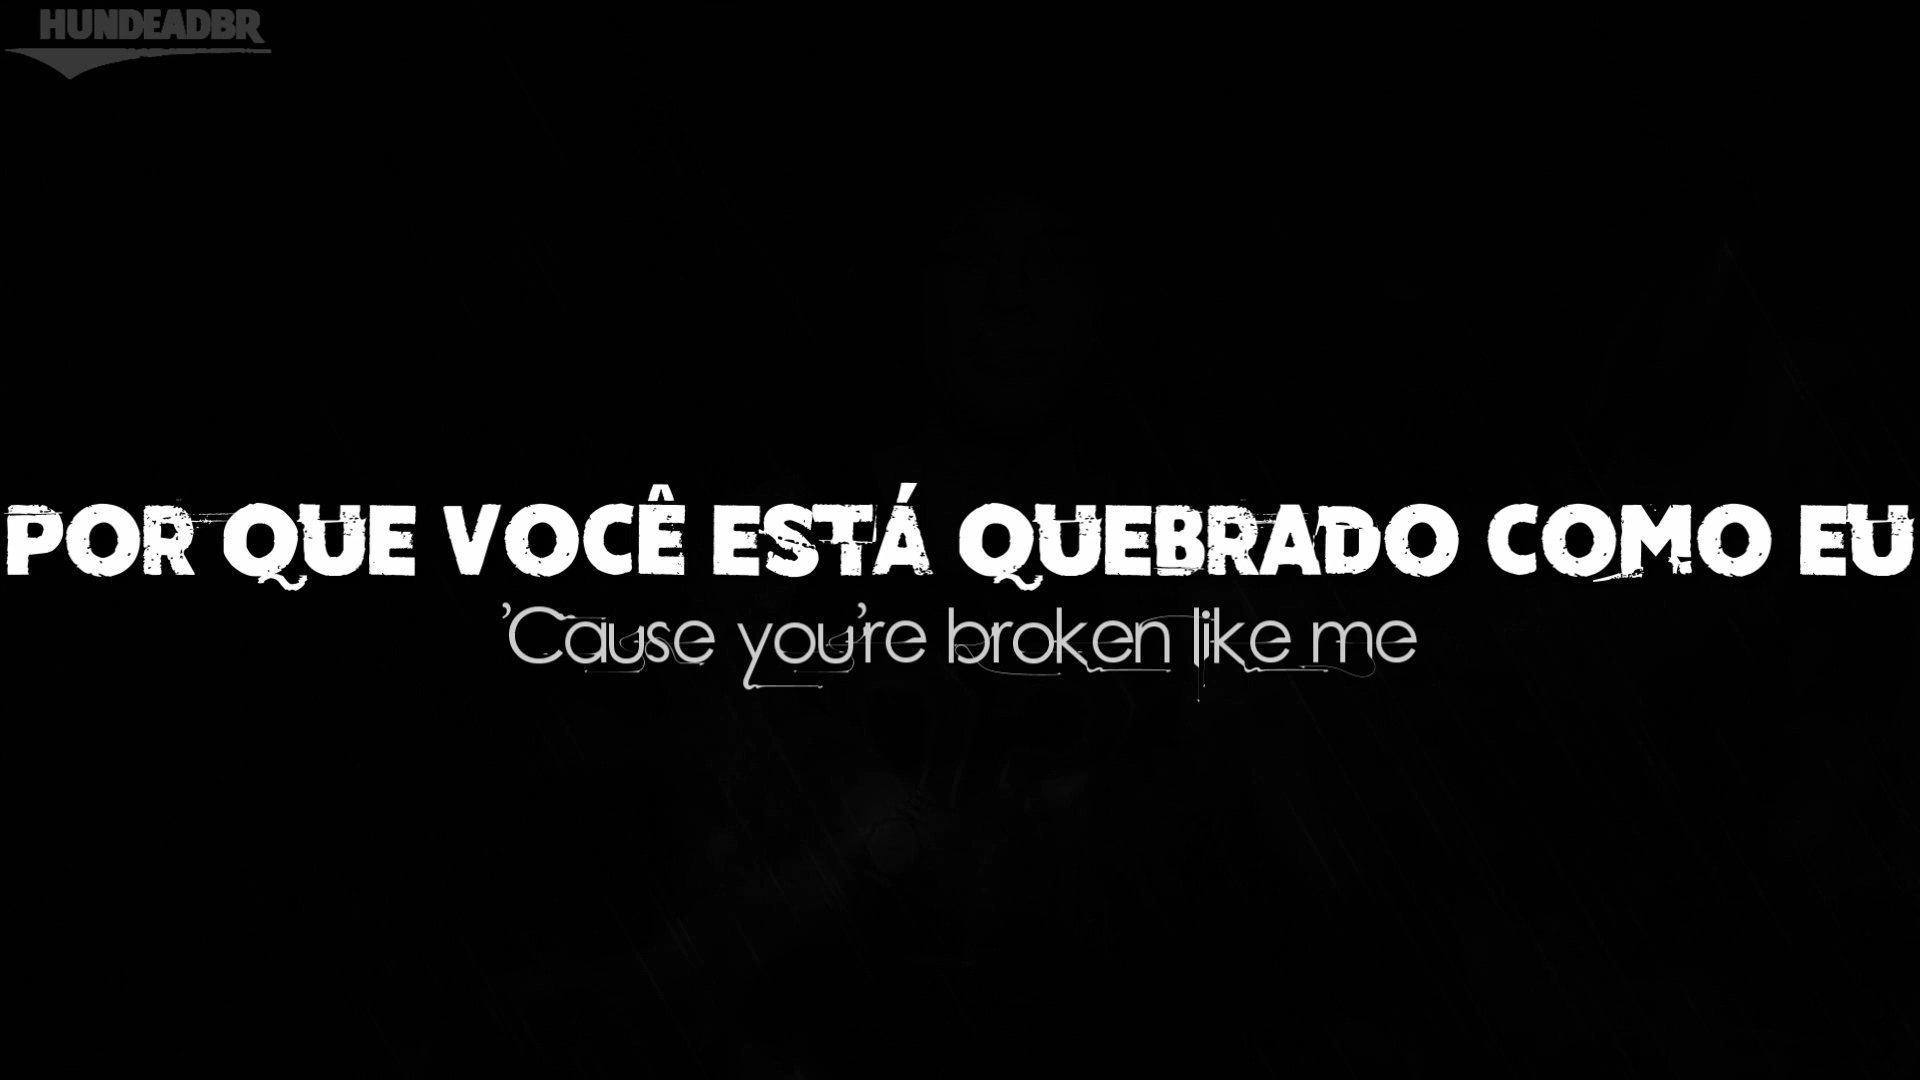 HUNDEADBR
POR QUE VOCÊ ESTÁ QUEBRADO COMO EU
'Cause you're broken like me